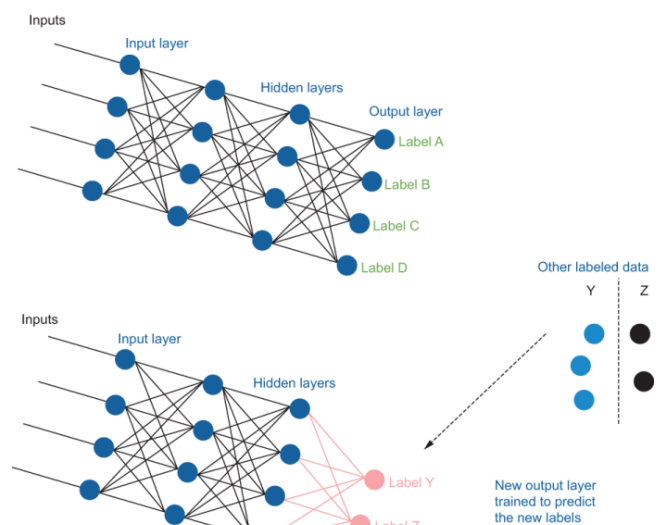 Inputs
Input layer
Hidden layers
Output layer
Label A
Label B
Label C
Label D
Other labeled data
Y Z
Inputs
Input layer
Hidden layers
Label Y
Label Z
New output layer
trained to predict
the new labels